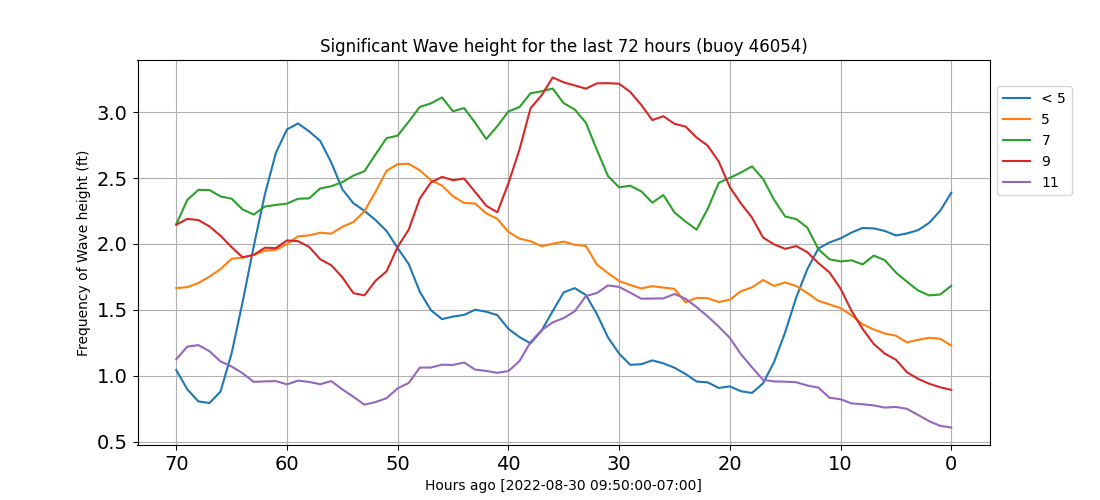 Significant Wave height for the last 72 hours (buoy 46054)
Frequency of Wave height (ft)
3.0
2.5
2.0
1.5
1.0
0.5
70 60 50 40 30 20 10 0
Hours ago [2022-08-30 09:50:00-07:00]
< 5
5
7
9
11